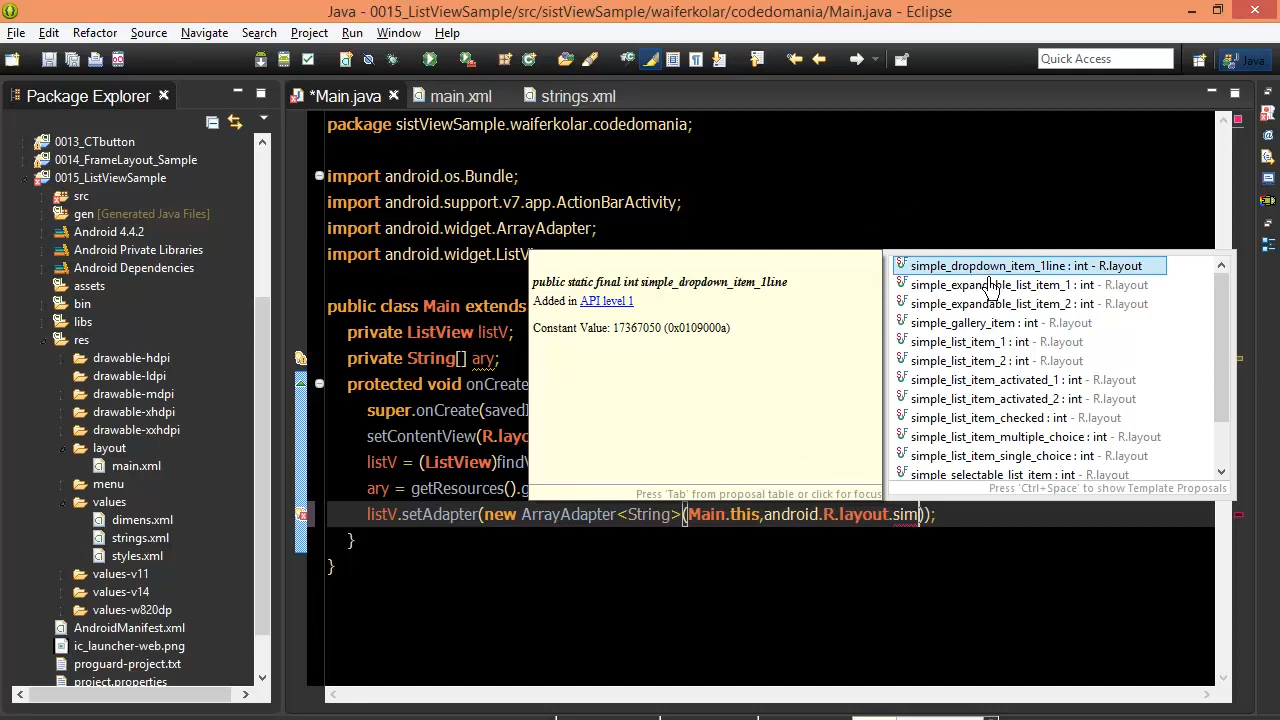 Java - 0015_ListViewSample/src/sistViewSample/waiferkolar/codedomania/Main.java - Eclipse
File Edit Refactor Source Navigate Search Project Run Window Help
Quick Access
Java
Package Explorer
*Main.java
main.xml
strings.xml
0013_CTbutton
0014_FrameLayout_Sample
0015_ListViewSample
src
gen [Generated Java Files]
Android 4.4.2
Android Private Libraries
Android Dependencies
assets
bin
libs
res
drawable-hdpi
drawable-ldpi
drawable-mdpi
drawable-xhdpi
drawable-xxhdpi
layout
main.xml
menu
values
dimens.xml
strings.xml
styles.xml
values-v11
values-v14
values-w820dp
AndroidManifest.xml
ic_launcher-web.png
proguard-project.txt
project.properties
package sistViewSample.waiferkolar.codedomania;
import android.os.Bundle;
import android.support.v7.app.ActionBarActivity;
import android.widget.ArrayAdapter;
import android.widget.ListV
public class Main extends
private ListView listV;
private String[] ary;
protected void onCreate
super.onCreate(saved
setContentView(R.layo
listV = (ListView)findV
ary = getResources().g
listV.setAdapter(new ArrayAdapter<String>(Main.this,android.R.layout.sim));
}
}
public static final int simple_dropdown_item_1line
Added in API level 1
Constant Value: 17367050 (0x0109000a)
Press 'Tab' from proposal table or click for focus
simple_dropdown_item_1line : int - R.layout
simple_expandable_list_item_1 : int - R.layout
simple_expandable_list_item_2 : int - R.layout
simple_gallery_item : int - R.layout
simple_list_item_1 : int - R.layout
simple_list_item_2 : int - R.layout
simple_list_item_activated_1 : int - R.layout
simple_list_item_activated_2 : int - R.layout
simple_list_item_checked : int - R.layout
simple_list_item_multiple_choice : int - R.layout
simple_list_item_single_choice : int - R.layout
simple_selectable_list_item : int - R.layout
Press 'Ctrl+Space' to show Template Proposals